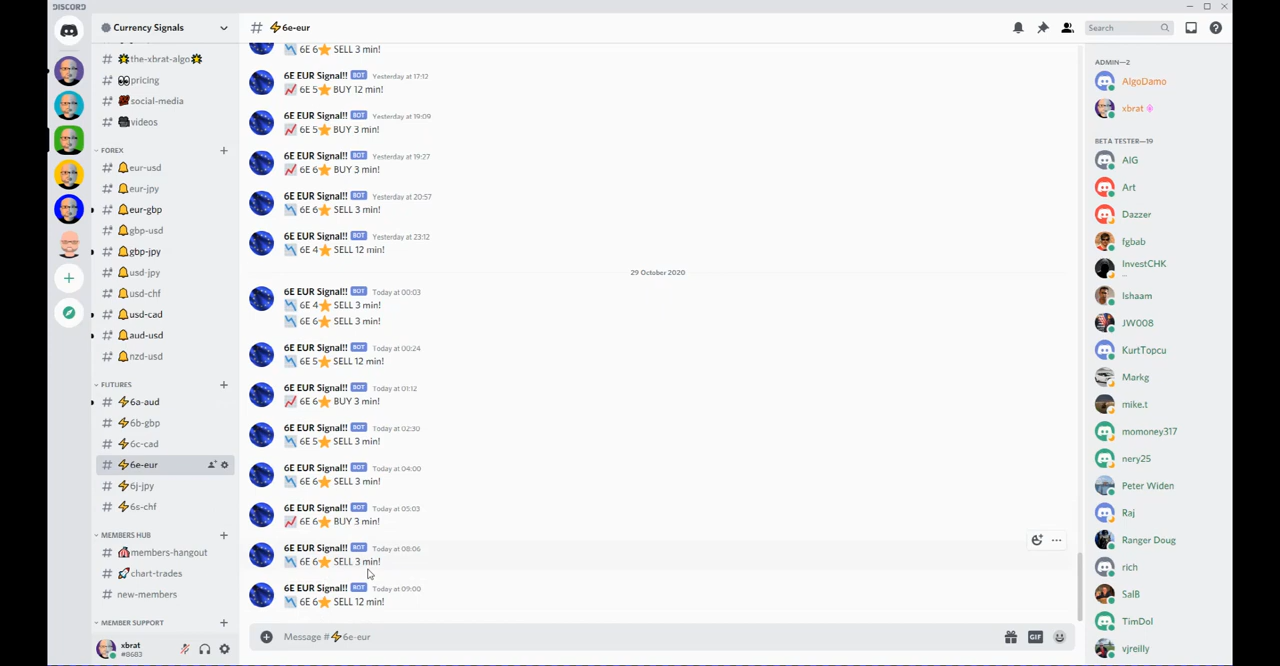 DISCORD
Currency Signals
the-xbrat-algo
pricing
social-media
videos
FOREX
eur-usd
eur-jpy
eur-gbp
gbp-usd
gbp-jpy
usd-jpy
usd-chf
usd-cad
aud-usd
nzd-usd
FUTURES
6a-aud
6b-gbp
6c-cad
6e-eur
6j-jpy
6s-chf
MEMBERS HUB
members-hangout
chart-trades
new-members
MEMBER SUPPORT
xbrat
#8683
# ⚡6e-eur
Search
6E 6⭐ SELL 3 min!
6E EUR Signal!! BOT Yesterday at 17:12
6E 5⭐ BUY 12 min!
6E EUR Signal!! BOT Yesterday at 19:09
6E 5⭐ BUY 3 min!
6E EUR Signal!! BOT Yesterday at 19:27
6E 6⭐ BUY 3 min!
6E EUR Signal!! BOT Yesterday at 20:57
6E 6⭐ SELL 3 min!
6E EUR Signal!! BOT Yesterday at 23:12
6E 4⭐ SELL 12 min!
29 October 2020
6E EUR Signal!! BOT Today at 00:03
6E 4⭐ SELL 3 min!
6E 6⭐ SELL 3 min!
6E EUR Signal!! BOT Today at 00:24
6E 5⭐ SELL 12 min!
6E EUR Signal!! BOT Today at 01:12
6E 6⭐ BUY 3 min!
6E EUR Signal!! BOT Today at 02:30
6E 5⭐ SELL 3 min!
6E EUR Signal!! BOT Today at 04:00
6E 6⭐ SELL 3 min!
6E EUR Signal!! BOT Today at 05:03
6E 6⭐ BUY 3 min!
6E EUR Signal!! BOT Today at 08:06
6E 6⭐ SELL 3 min!
6E EUR Signal!! BOT Today at 09:00
6E 6⭐ SELL 12 min!
Message #⚡6e-eur
GIF
ADMIN—2
AlgoDamo
xbrat
BETA TESTER—19
AIG
Art
Dazzer
fgbab
InvestCHK
Ishaam
JW008
KurtTopcu
Markg
mike.t
momoney317
nery25
Peter Widen
Raj
Ranger Doug
rich
SalB
TimDol
vjreilly